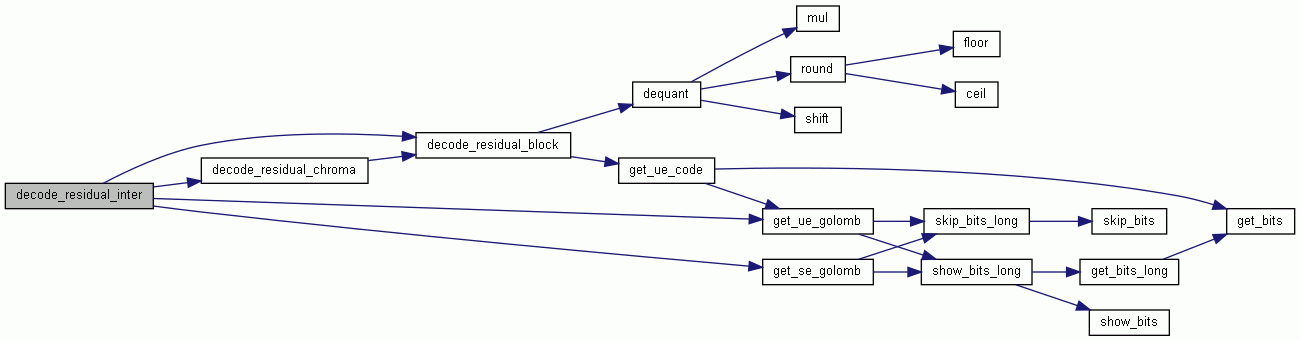 mul
floor
round
dequant
ceil
shift
decode_residual_block
decode_residual_chroma
get_ue_code
decode_residual_inter
get_ue_golomb
skip_bits_long
skip_bits
get_bits
get_se_golomb
show_bits_long
get_bits_long
show_bits